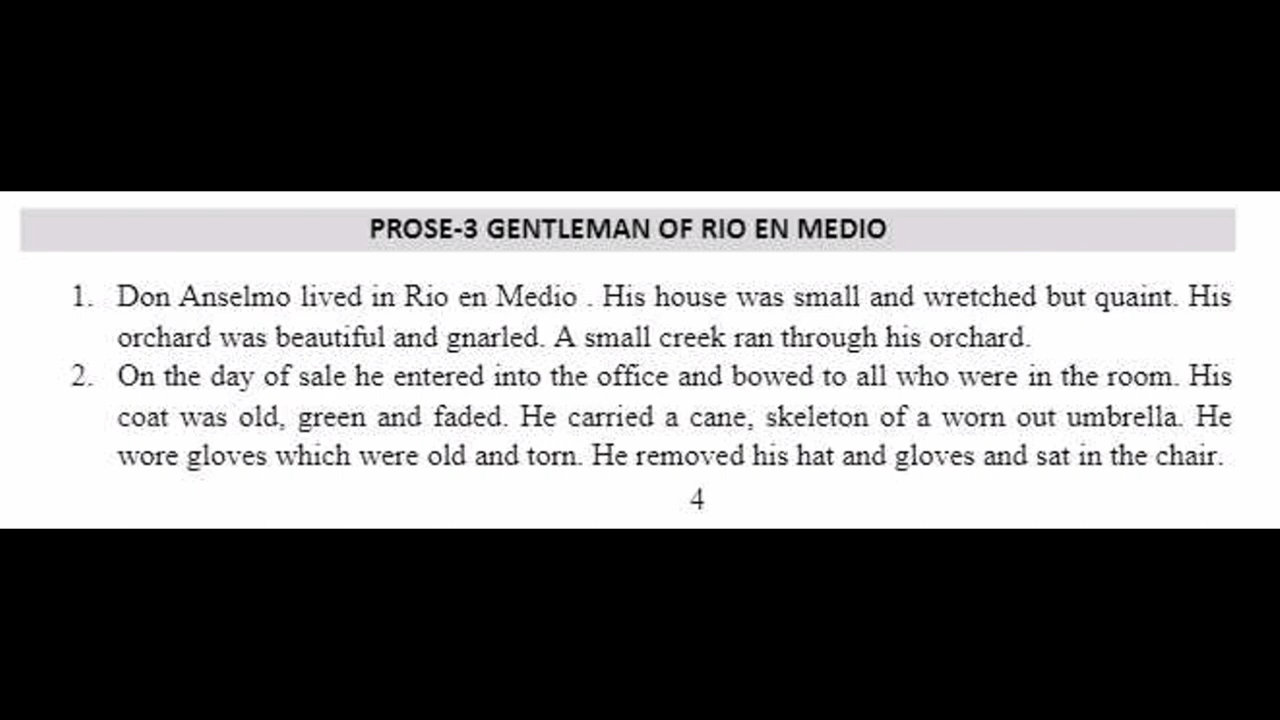 PROSE-3 GENTLEMAN OF RIO EN MEDIO
1. Don Anselmo lived in Rio en Medio . His house was small and wretched but quaint. His
orchard was beautiful and gnarled. A small creek ran through his orchard.
2. On the day of sale he entered into the office and bowed to all who were in the room. His
coat was old, green and faded. He carried a cane, skeleton of a worn out umbrella. He
wore gloves which were old and torn. He removed his hat and gloves and sat in the chair.
4